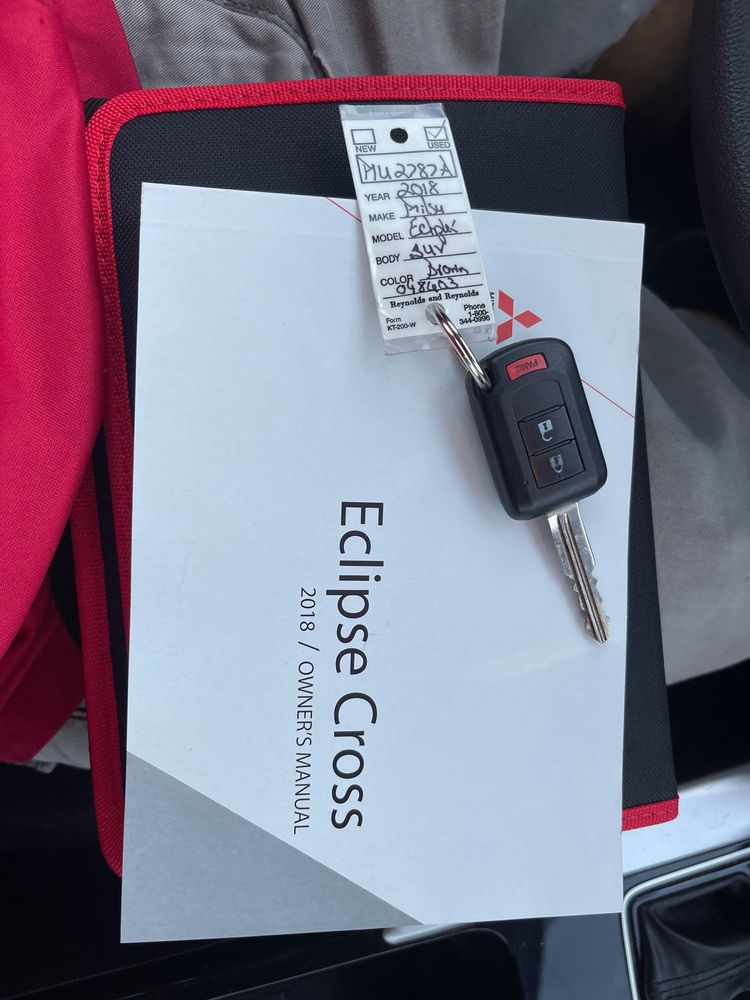 NEW
USED
MU2787A
YEAR 2018
MAKE Mitsu
MODEL Eclipse
BODY SUV
COLOR Brown
048603
Reynolds and Reynolds
Form
KT-200-W
Phone
1-800-
344-0996
PANIC
Eclipse Cross
2018 / OWNER'S MANUAL